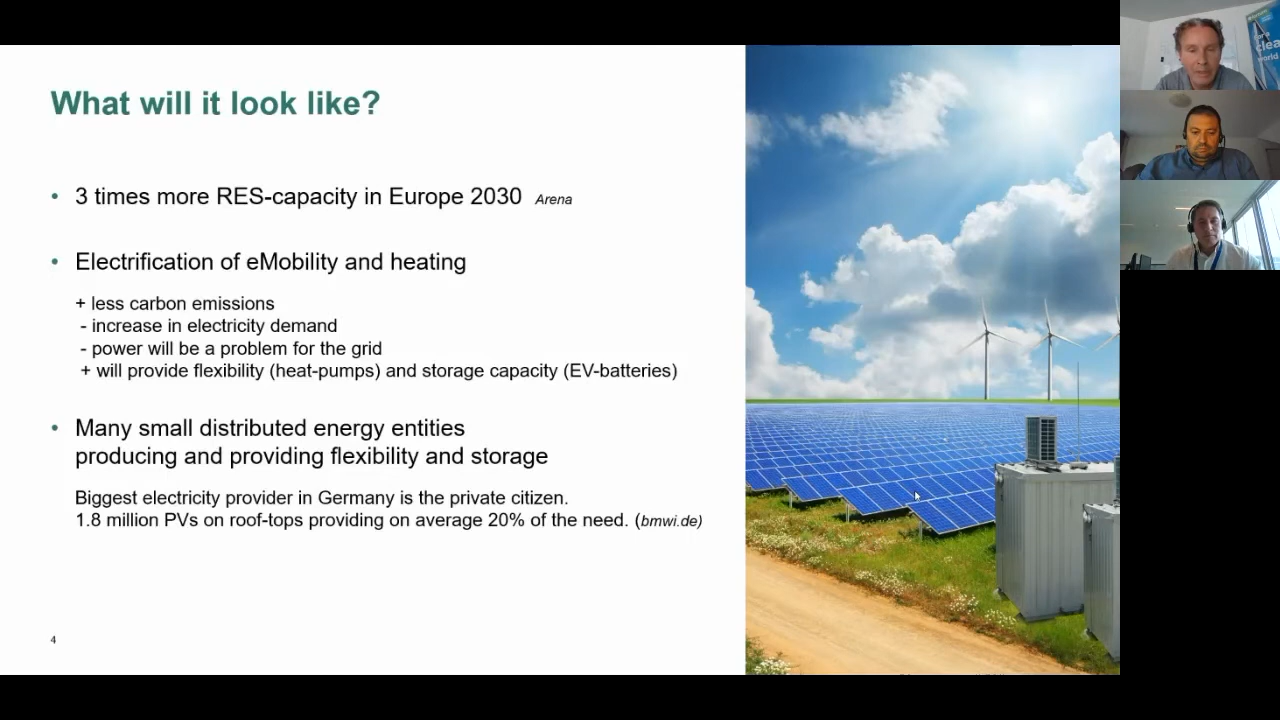 What will it look like?
• 3 times more RES-capacity in Europe 2030 Arena
• Electrification of eMobility and heating
+ less carbon emissions
- increase in electricity demand
- power will be a problem for the grid
+ will provide flexibility (heat-pumps) and storage capacity (EV-batteries)
• Many small distributed energy entities
producing and providing flexibility and storage
Biggest electricity provider in Germany is the private citizen.
1.8 million PVs on roof-tops providing on average 20% of the need. (bmwi.de)
4
world